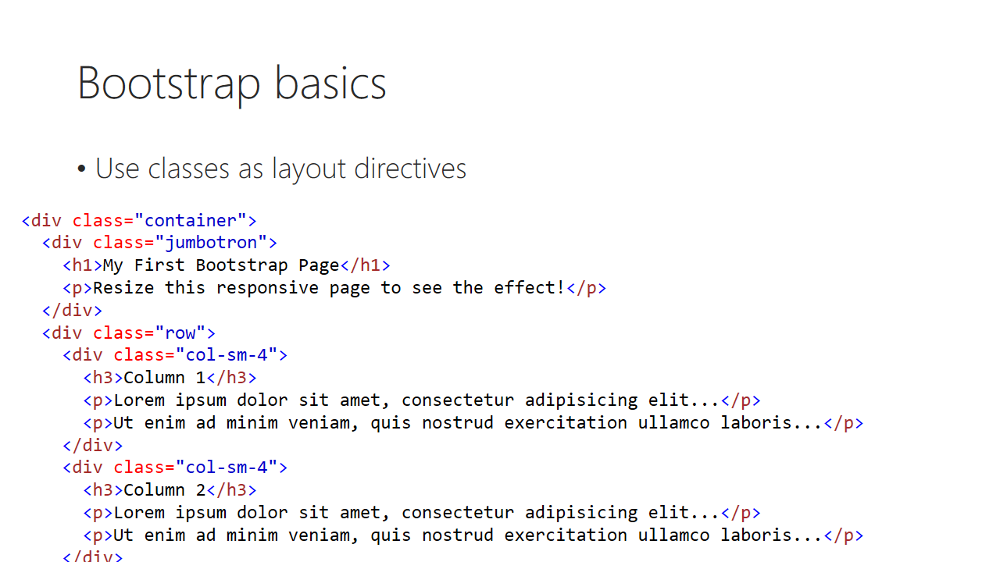 Bootstrap basics
• Use classes as layout directives
<div class="container">
  <div class="jumbotron">
    <h1>My First Bootstrap Page</h1>
    <p>Resize this responsive page to see the effect!</p>
  </div>
  <div class="row">
    <div class="col-sm-4">
      <h3>Column 1</h3>
      <p>Lorem ipsum dolor sit amet, consectetur adipisicing elit...</p>
      <p>Ut enim ad minim veniam, quis nostrud exercitation ullamco laboris...</p>
    </div>
    <div class="col-sm-4">
      <h3>Column 2</h3>
      <p>Lorem ipsum dolor sit amet, consectetur adipisicing elit...</p>
      <p>Ut enim ad minim veniam, quis nostrud exercitation ullamco laboris...</p>
    </div>